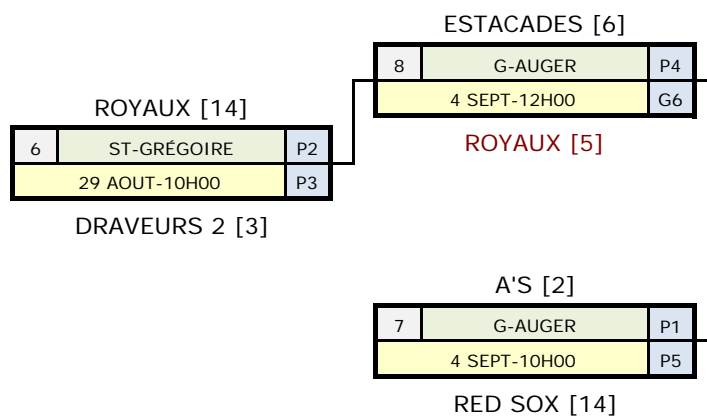 ESTACADES [6]
8 G-AUGER P4
4 SEPT-12H00 G6
ROYAUX [5]
ROYAUX [14]
6 ST-GRÉGOIRE P2
29 AOUT-10H00 P3
DRAVEURS 2 [3]
A'S [2]
7 G-AUGER P1
4 SEPT-10H00 P5
RED SOX [14]